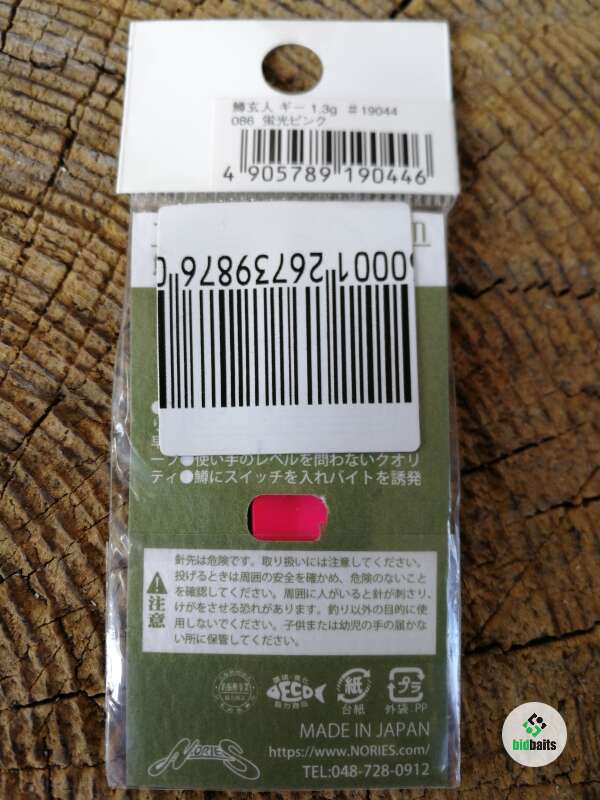 鱒玄人 ギー 1.3g #19044
086 蛍光ピンク
4 905789 190446
●使い手のレベルを問わないクオリ
ティ●鱒にスイッチを入れバイトを誘発
注意
針先は危険です。取り扱いには注意してください。
投げるときは周囲の安全を確かめ、危険のないこと
を確認してください。周囲に人がいると針が刺さり、
けがをさせる恐れがあります。釣り以外の目的に使
用しないでください。子供または幼児の手の届かな
い所に保管してください。
環境・進化
ECO
協力商品
紙
台紙
プラ
外袋:PP
MADE IN JAPAN
NORIES
https://www.NORIES.com/
TEL:048-728-0912
bidbaits